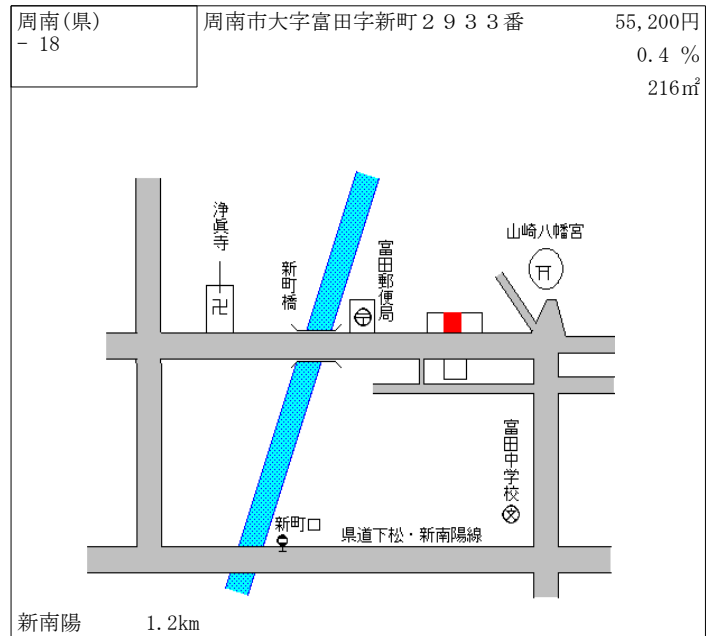 周南(県)
- 18
周南市大字富田字新町２９３３番
55,200円
0.4 %
216㎡
浄眞寺
新町橋
富田郵便局
山崎八幡宮
富田中学校
新町口
県道下松・新南陽線
新南陽 1.2km